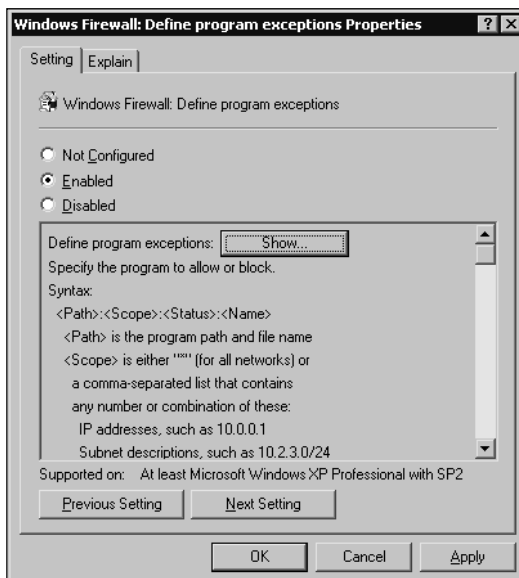 Windows Firewall: Define program exceptions Properties
Setting
Explain
Windows Firewall: Define program exceptions
Not Configured
Enabled
Disabled
Define program exceptions: Show...
Specify the program to allow or block.
Syntax:
<Path>:<Scope>:<Status>:<Name>
<Path> is the program path and file name
<Scope> is either "*" (for all networks) or
a comma-separated list that contains
any number or combination of these:
IP addresses, such as 10.0.0.1
Subnet descriptions, such as 10.2.3.0/24
Supported on: At least Microsoft Windows XP Professional with SP2
Previous Setting
Next Setting
OK
Cancel
Apply